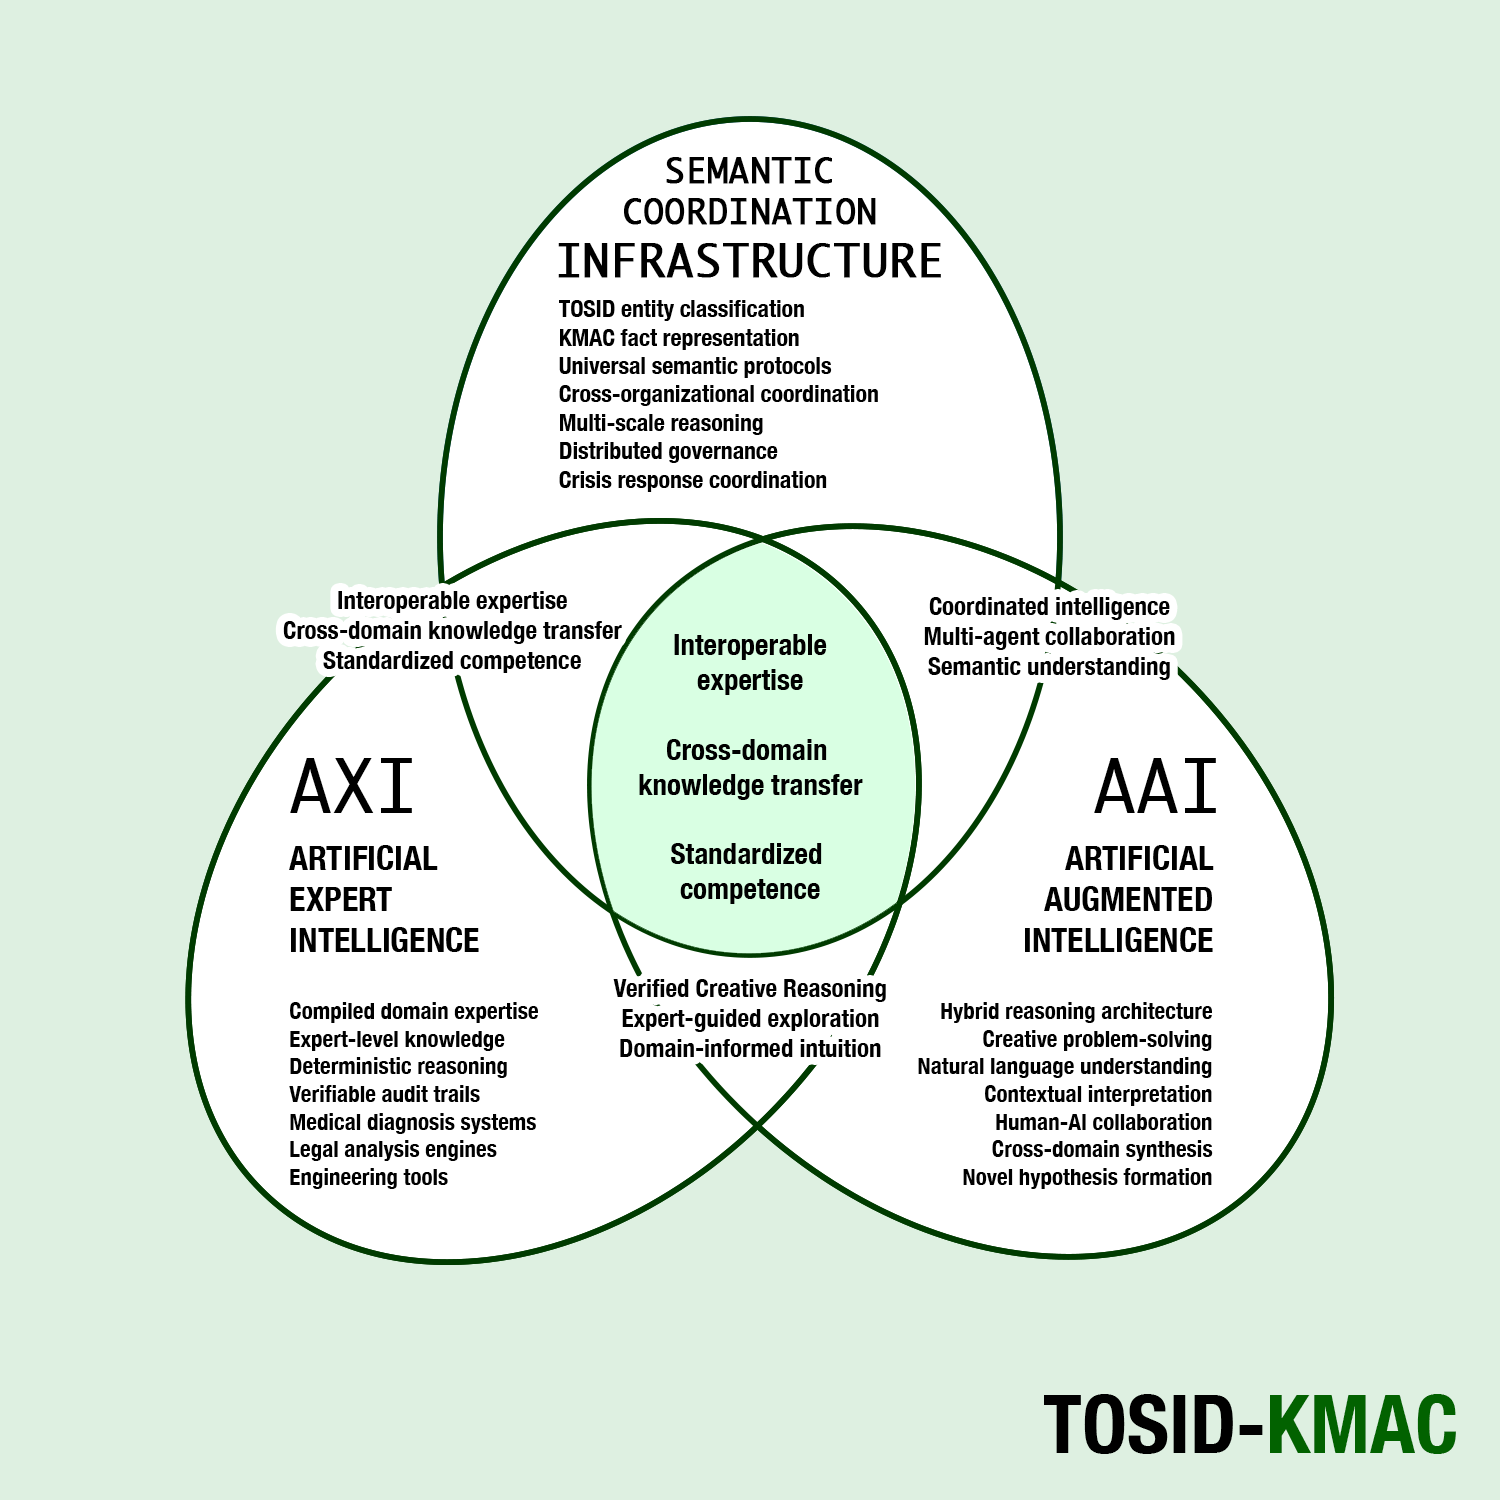 SEMANTIC
COORDINATION
INFRASTRUCTURE
TOSID entity classification
KMAC fact representation
Universal semantic protocols
Cross-organizational coordination
Multi-scale reasoning
Distributed governance
Crisis response coordination
Interoperable expertise
Cross-domain knowledge transfer
Standardized competence
Coordinated intelligence
Multi-agent collaboration
Semantic understanding
Interoperable
expertise
Cross-domain
knowledge transfer
Standardized
competence
AXI
ARTIFICIAL
EXPERT
INTELLIGENCE
Compiled domain expertise
Expert-level knowledge
Deterministic reasoning
Verifiable audit trails
Medical diagnosis systems
Legal analysis engines
Engineering tools
Verified Creative Reasoning
Expert-guided exploration
Domain-informed intuition
AAI
ARTIFICIAL
AUGMENTED
INTELLIGENCE
Hybrid reasoning architecture
Creative problem-solving
Natural language understanding
Contextual interpretation
Human-AI collaboration
Cross-domain synthesis
Novel hypothesis formation
TOSID-KMAC